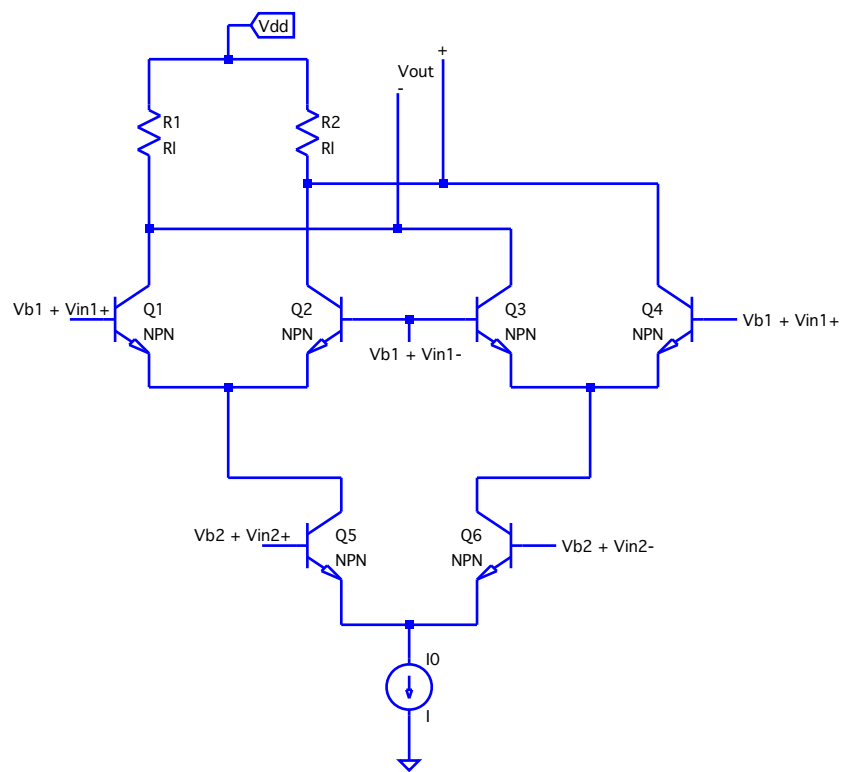 Vdd
+
Vout
-
R1
Rl
R2
Rl
Vb1 + Vin1+
Q1
NPN
Q2
NPN
Q3
NPN
Q4
NPN
Vb1 + Vin1+
Vb1 + Vin1-
Vb2 + Vin2+
Q5
NPN
Q6
NPN
Vb2 + Vin2-
I0
I